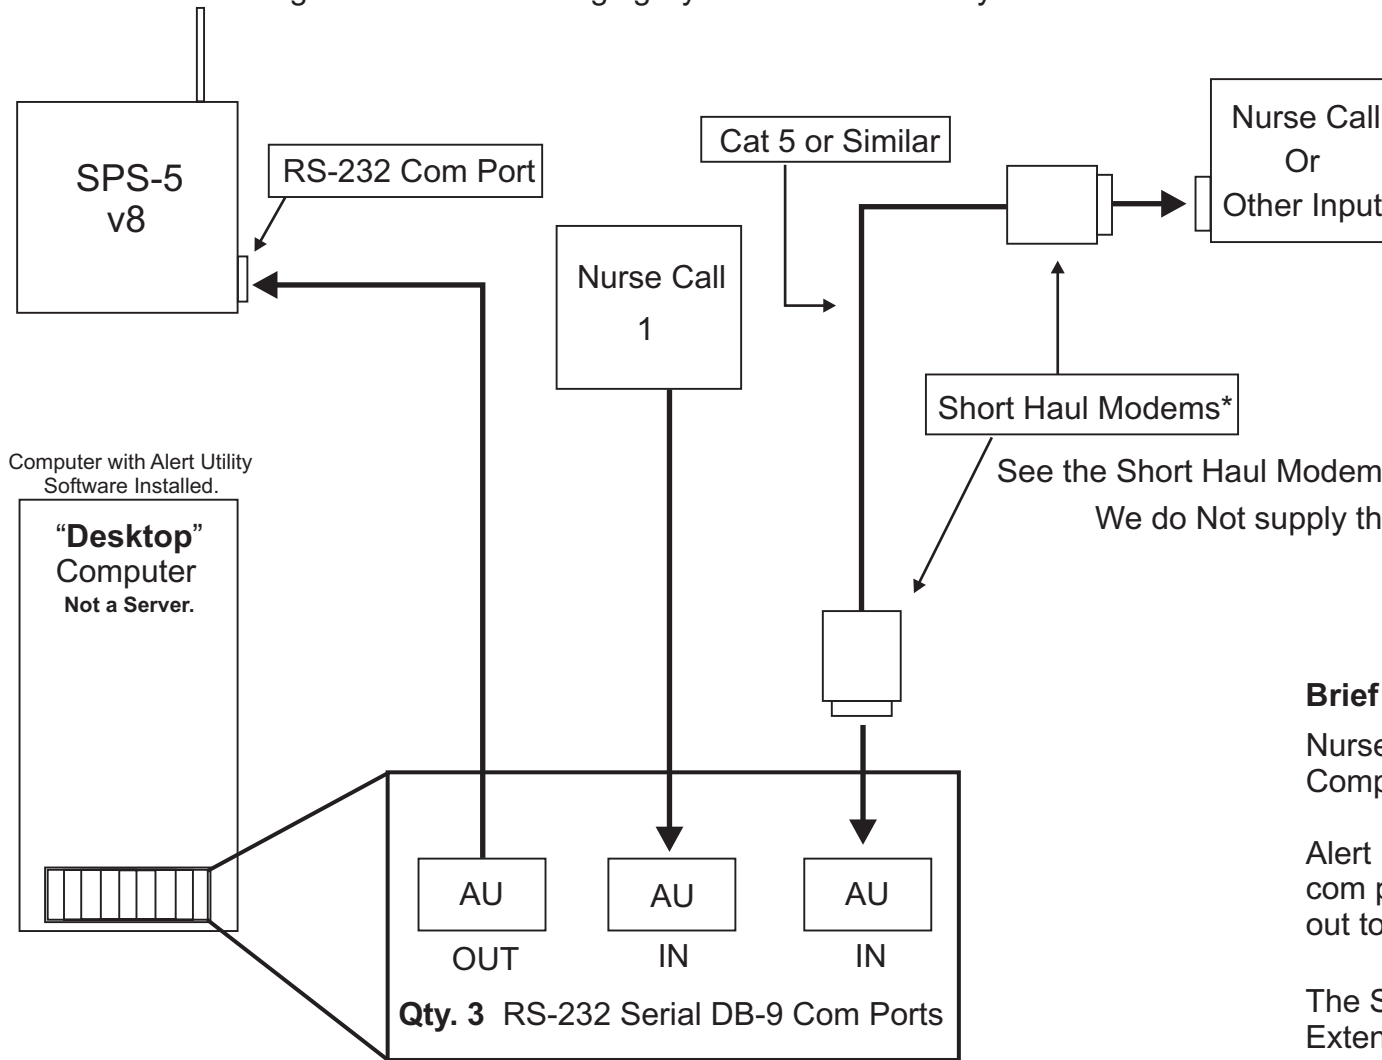 SPS-5
v8
RS-232 Com Port
Cat 5 or Similar
Nurse Call
Or
Other Input
Nurse Call
1
Short Haul Modems*
See the Short Haul Modem
We do Not supply th
Computer with Alert Utility
Software Installed.
“Desktop”
Computer
Not a Server.
Brief
Nurse
Comp
Alert
com p
out to
The S
Exten
AU
OUT
AU
IN
AU
IN
Qty. 3 RS-232 Serial DB-9 Com Ports